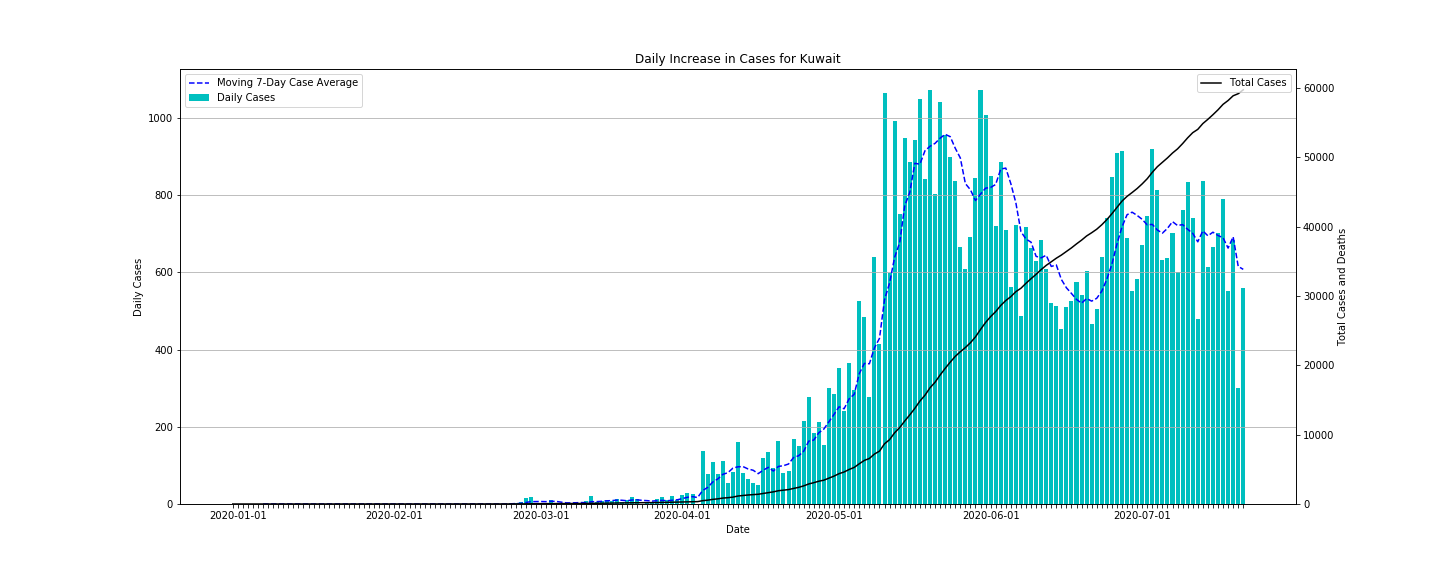 Daily Increase in Cases for Kuwait
Moving 7-Day Case Average
Daily Cases
Total Cases
1000
800
600
400
200
0
Daily Cases
60000
50000
40000
30000
20000
10000
0
Total Cases and Deaths
2020-01-01 2020-02-01 2020-03-01 2020-04-01 2020-05-01 2020-06-01 2020-07-01
Date